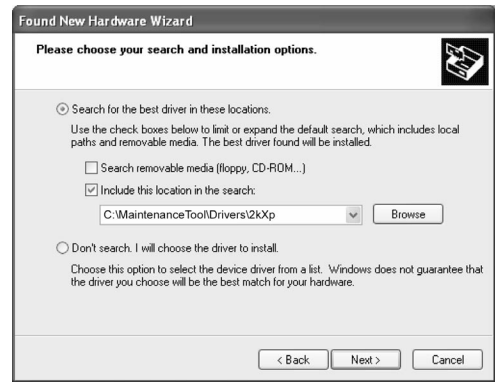 Found New Hardware Wizard
Please choose your search and installation options.
Search for the best driver in these locations.
Use the check boxes below to limit or expand the default search, which includes local
paths and removable media. The best driver found will be installed.
Search removable media (floppy, CD-ROM...)
Include this location in the search:
C:\MaintenanceTool\Drivers\2kXp
Browse
Don't search. I will choose the driver to install.
Choose this option to select the device driver from a list. Windows does not guarantee that
the driver you choose will be the best match for your hardware.
< Back
Next >
Cancel